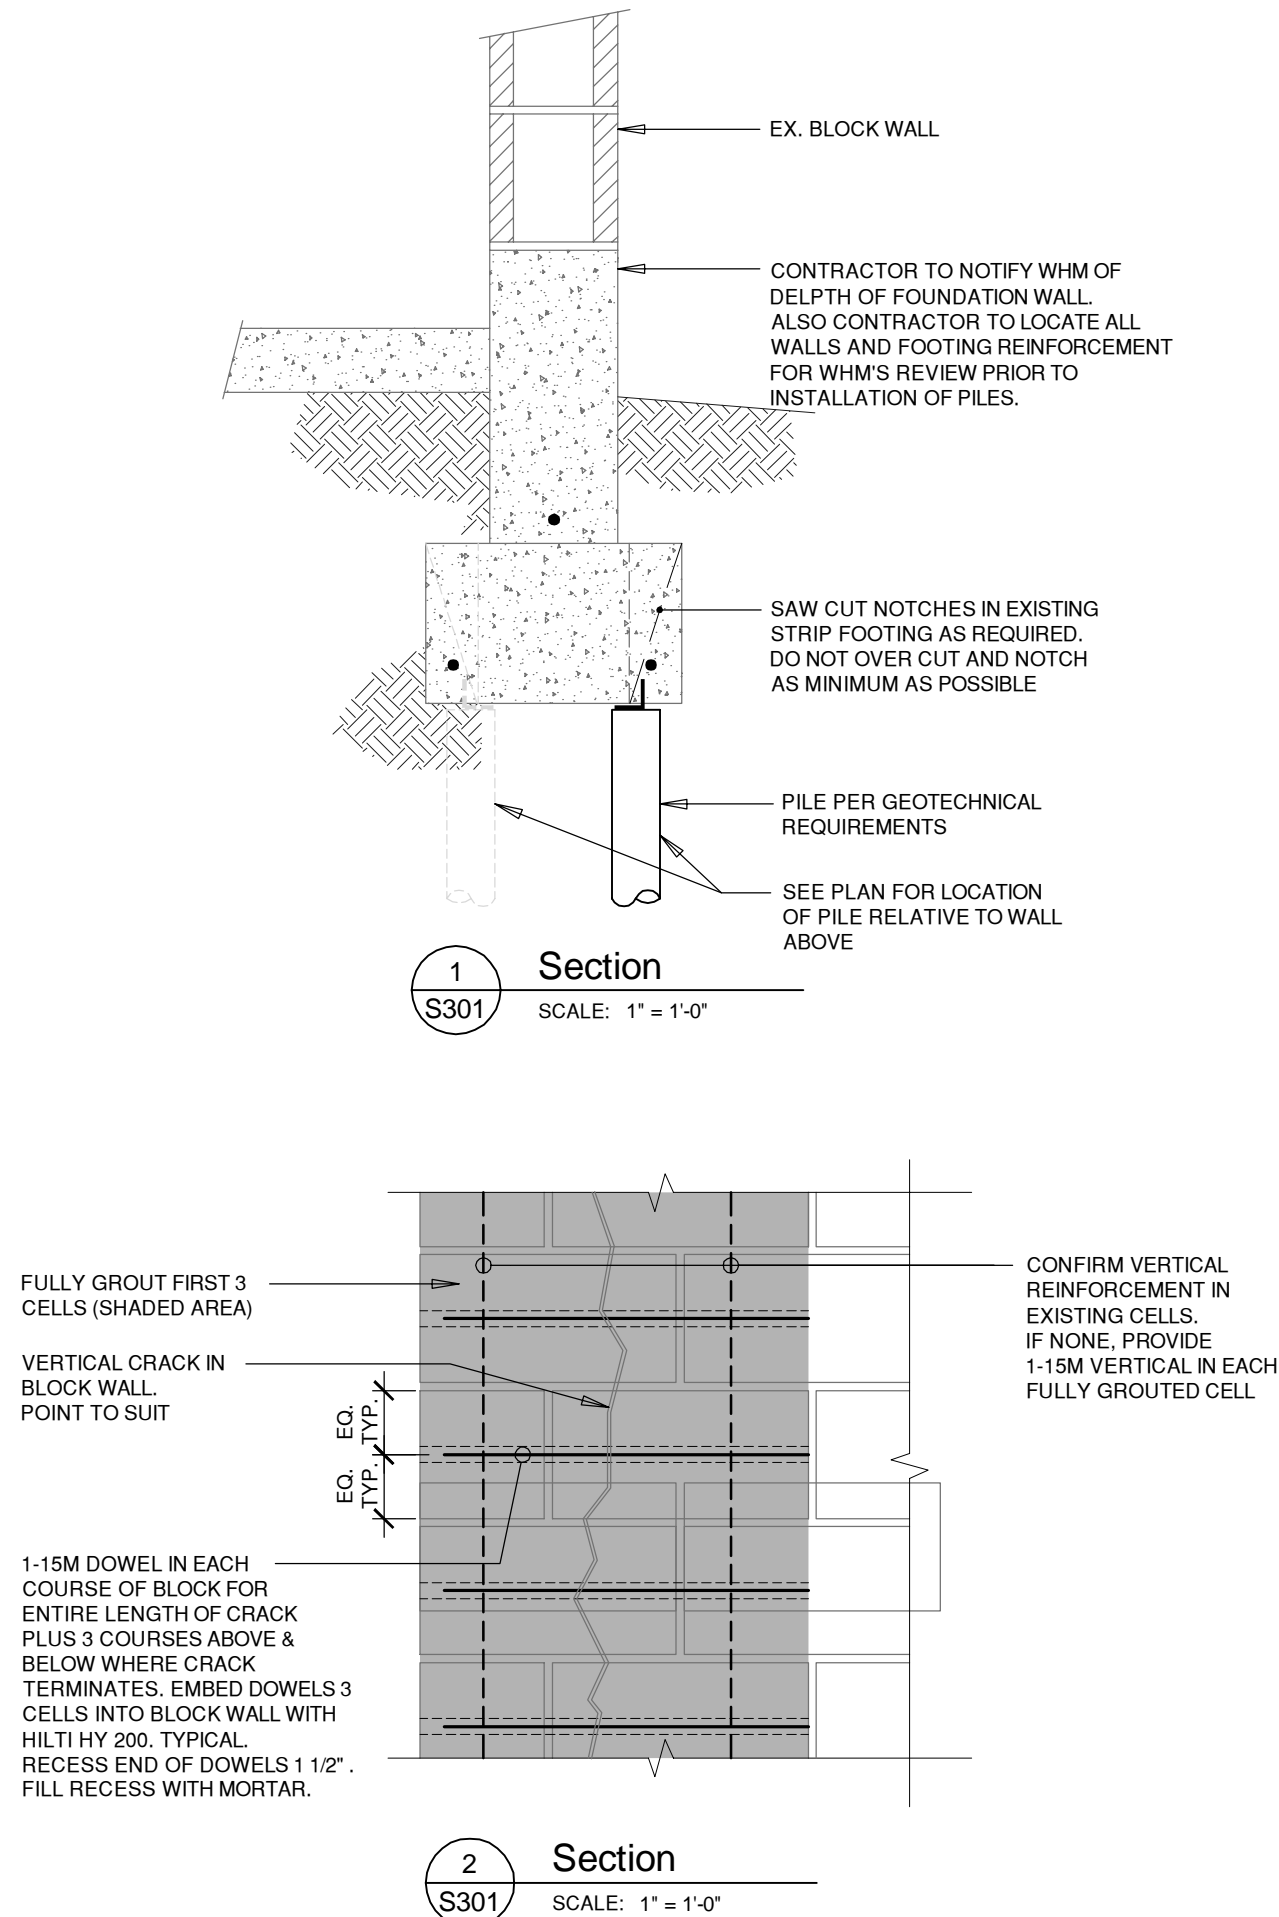 EX. BLOCK WALL
CONTRACTOR TO NOTIFY WHM OF
DELPTH OF FOUNDATION WALL.
ALSO CONTRACTOR TO LOCATE ALL
WALLS AND FOOTING REINFORCEMENT
FOR WHM'S REVIEW PRIOR TO
INSTALLATION OF PILES.
SAW CUT NOTCHES IN EXISTING
STRIP FOOTING AS REQUIRED.
DO NOT OVER CUT AND NOTCH
AS MINIMUM AS POSSIBLE
PILE PER GEOTECHNICAL
REQUIREMENTS
SEE PLAN FOR LOCATION
OF PILE RELATIVE TO WALL
ABOVE
1
S301
Section
SCALE: 1" = 1'-0"
FULLY GROUT FIRST 3
CELLS (SHADED AREA)
VERTICAL CRACK IN
BLOCK WALL.
POINT TO SUIT
EQ.
TYP.
EQ.
TYP.
1-15M DOWEL IN EACH
COURSE OF BLOCK FOR
ENTIRE LENGTH OF CRACK
PLUS 3 COURSES ABOVE &
BELOW WHERE CRACK
TERMINATES. EMBED DOWELS 3
CELLS INTO BLOCK WALL WITH
HILTI HY 200. TYPICAL.
RECESS END OF DOWELS 1 1/2" .
FILL RECESS WITH MORTAR.
CONFIRM VERTICAL
REINFORCEMENT IN
EXISTING CELLS.
IF NONE, PROVIDE
1-15M VERTICAL IN EACH
FULLY GROUTED CELL
2
S301
Section
SCALE: 1" = 1'-0"